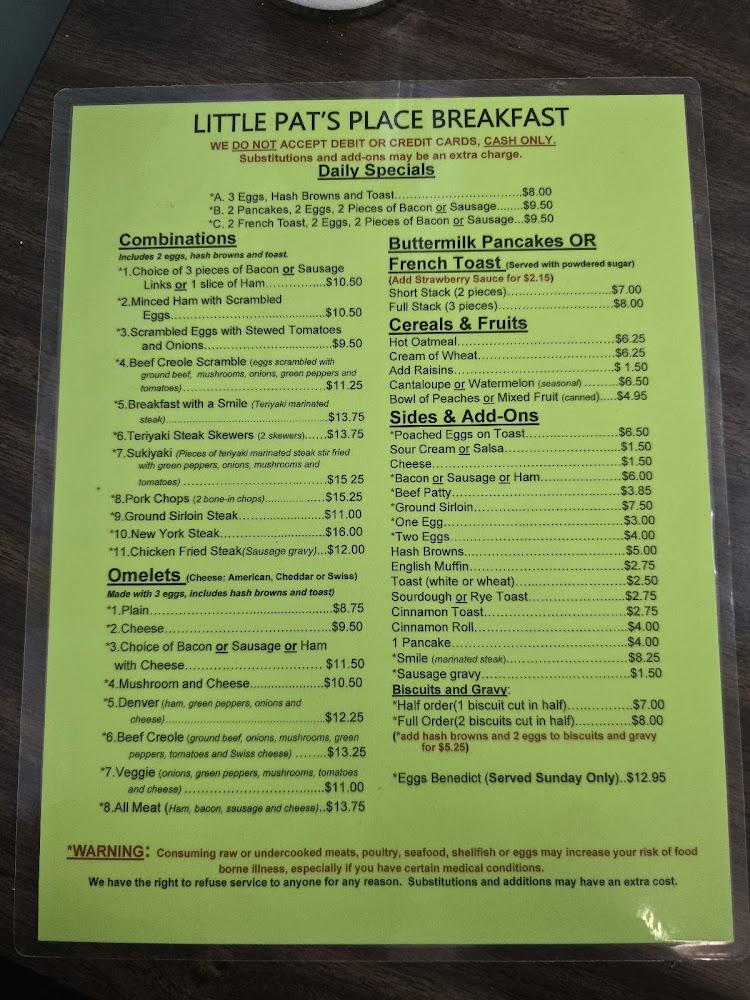 LITTLE PAT'S PLACE BREAKFAST
WE DO NOT ACCEPT DEBIT OR CREDIT CARDS, CASH ONLY.
Substitutions and add-ons may be an extra charge.
Daily Specials
*A. 3 Eggs, Hash Browns and Toast................................$8.00
*B. 2 Pancakes, 2 Eggs, 2 Pieces of Bacon or Sausage.......$9.50
*C. 2 French Toast, 2 Eggs, 2 Pieces of Bacon or Sausage...$9.50
Combinations
Includes 2 eggs, hash browns and toast.
*1.Choice of 3 pieces of Bacon or Sausage
Links or 1 slice of Ham................$10.50
*2.Minced Ham with Scrambled
Eggs.........................................$10.50
*3.Scrambled Eggs with Stewed Tomatoes
and Onions.................................$9.50
*4.Beef Creole Scramble (eggs scrambled with
ground beef, mushrooms, onions, green peppers and
tomatoes).....................................$11.25
*5.Breakfast with a Smile (Teriyaki marinated
steak)...........................................$13.75
*6.Teriyaki Steak Skewers (2 skewers)......$13.75
*7.Sukiyaki (Pieces of teriyaki marinated steak stir fried
with green peppers, onions, mushrooms and
tomatoes) .....................................$15 25
*8.Pork Chops (2 bone-in chops)................$15.25
*9.Ground Sirloin Steak......................$11.00
*10.New York Steak...........................$16.00
*11.Chicken Fried Steak(Sausage gravy)...$12.00
Omelets (Cheese: American, Cheddar or Swiss)
Made with 3 eggs, includes hash browns and toast)
*1.Plain................................................$8.75
*2.Cheese............................................$9.50
*3.Choice of Bacon or Sausage or Ham
with Cheese.................................. $11.50
*4.Mushroom and Cheese...................$10.50
*5.Denver (ham, green peppers, onions and
cheese)..........................................$12.25
*6.Beef Creole (ground beef, onions, mushrooms, green
peppers, tomatoes and Swiss cheese) ........$13.25
*7.Veggie (onions, green peppers, mushrooms, tomatoes
and cheese) ....................................$11.00
*8.All Meat (Ham, bacon, sausage and cheese)..$13.75
Buttermilk Pancakes OR
French Toast (Served with powdered sugar)
(Add Strawberry Sauce for $2.15)
Short Stack (2 pieces)...........................$7.00
Full Stack (3 pieces).............................$8.00
Cereals & Fruits
Hot Oatmeal........................................$6.25
Cream of Wheat...................................$6.25
Add Raisins.........................................$ 1.50
Cantaloupe or Watermelon (seasonal) .........$6.50
Bowl of Peaches or Mixed Fruit (canned).....$4.95
Sides & Add-Ons
*Poached Eggs on Toast.......................$6.50
Sour Cream or Salsa............................$1.50
Cheese................................................$1.50
*Bacon or Sausage or Ham...................$6.00
*Beef Patty..........................................$3.85
*Ground Sirloin....................................$7.50
*One Egg............................................$3.00
*Two Eggs..........................................$4.00
Hash Browns.......................................$5.00
English Muffin......................................$2.75
Toast (white or wheat)..........................$2.50
Sourdough or Rye Toast.......................$2.75
Cinnamon Toast..................................$2.75
Cinnamon Roll.....................................$4.00
1 Pancake...........................................$4.00
*Smile (marinated steak)..............................$8.25
*Sausage gravy...................................$1.50
Biscuits and Gravy:
*Half order(1 biscuit cut in half)...............$7.00
*Full Order(2 biscuits cut in half).............$8.00
(*add hash browns and 2 eggs to biscuits and gravy
for $5.25)
*Eggs Benedict (Served Sunday Only)..$12.95
*WARNING: Consuming raw or undercooked meats, poultry, seafood, shellfish or eggs may increase your risk of food
borne illness, especially if you have certain medical conditions.
We have the right to refuse service to anyone for any reason. Substitutions and additions may have an extra cost.